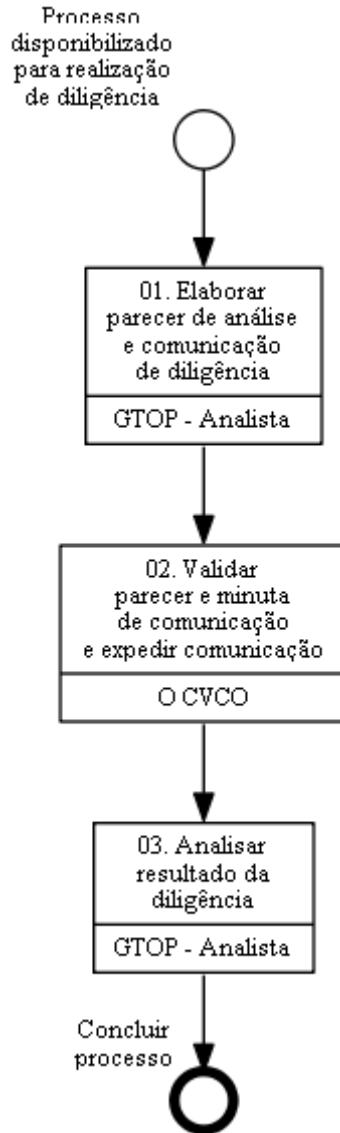 Processo
disponibilizado
para realização
de diligência
01. Elaborar
parecer de análise
e comunicação
de diligência
GTOP - Analista
02. Validar
parecer e minuta
de comunicação
e expedir comunicação
O CVCO
03. Analisar
resultado da
diligência
GTOP - Analista
Concluir
processo